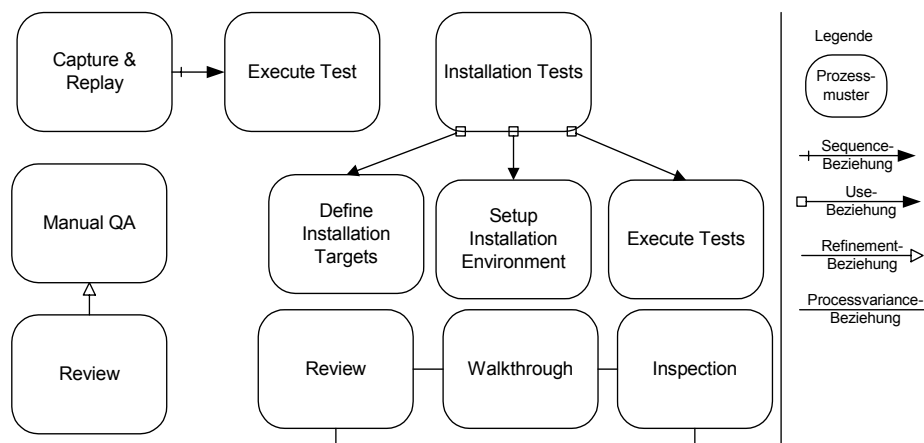 Capture &
Replay
Execute Test
Installation Tests
Manual QA
Define
Installation
Targets
Setup
Installation
Environment
Execute Tests
Review
Review
Walkthrough
Inspection
Legende
Prozess-
muster
Sequence-
Beziehung
Use-
Beziehung
Refinement-
Beziehung
Processvariance-
Beziehung